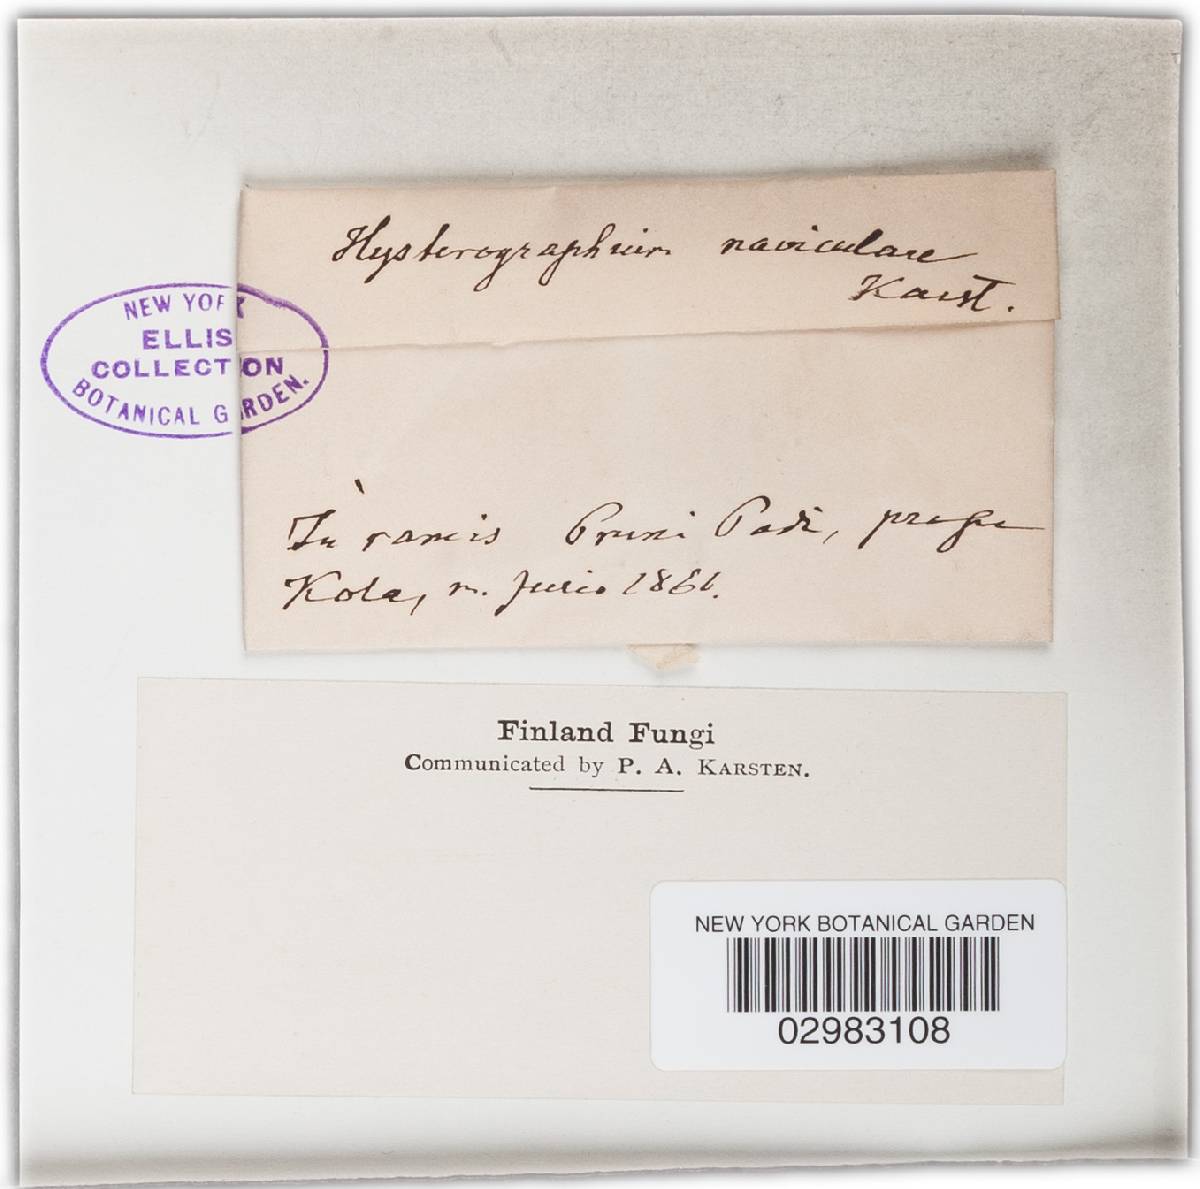 Hysterographium naviculare
Karst.
NEW YORK
ELLIS
COLLECTION
BOTANICAL GARDEN.
In ramis Pruni Padi, prope
Kola, m. Junio 1861.
Finland Fungi
Communicated by P. A. KARSTEN.
NEW YORK BOTANICAL GARDEN
02983108